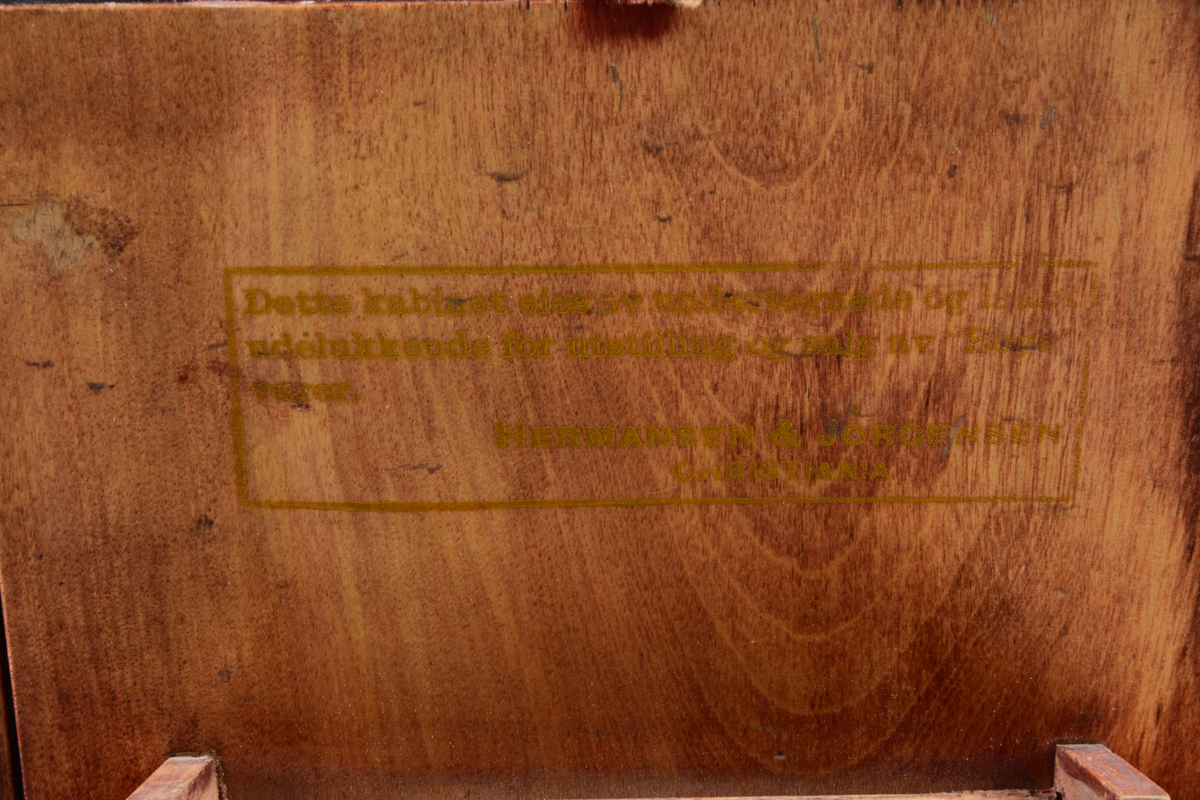 Dette kabinet eies av undertegnede og
udelukkende for utstilling og salg av
varer.
HERMANSEN & JORGENSEN
CHRISTIANIA